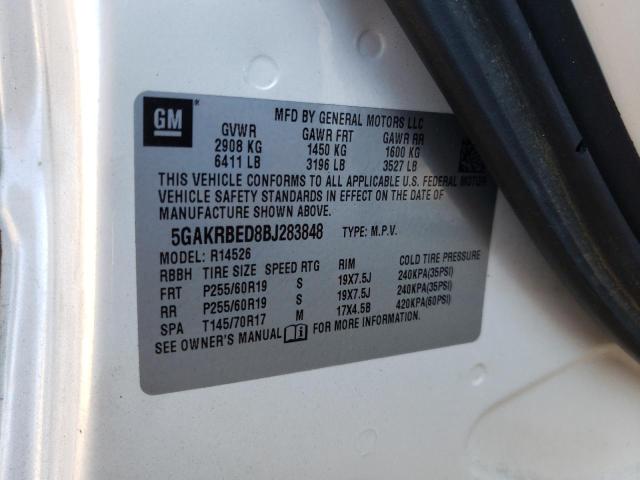 GM*
MFD BY GENERAL MOTORS LLC
GVWR GAWR FRT GAWR RR
2908 KG 1450 KG 1600 KG
6411 LB 3196 LB 3527 LB
THIS VEHICLE CONFORMS TO ALL APPLICABLE U.S. FEDERAL MOTOR
VEHICLE SAFETY STANDARDS IN EFFECT ON THE DATE OF
MANUFACTURE SHOWN ABOVE.
5GAKRBED8BJ283848 TYPE: M.P.V.
MODEL: R14526
RBBH TIRE SIZE SPEED RTG RIM COLD TIRE PRESSURE
FRT P255/60R19 S 19X7.5J 240KPA(35PSI)
RR P255/60R19 S 19X7.5J 240KPA(35PSI)
SPA T145/70R17 M 17X4.5B 420KPA(60PSI)
SEE OWNER'S MANUAL FOR MORE INFORMATION.